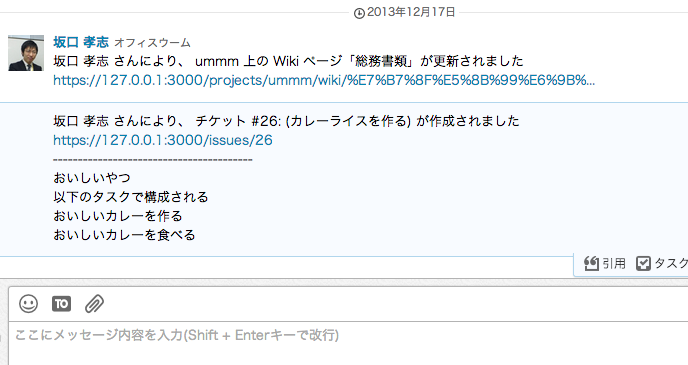 2013年12月17日
坂口 孝志 オフィスウーム
坂口 孝志 さんにより、 ummm 上の Wiki ページ「総務書類」が更新されました
https://127.0.0.1:3000/projects/ummm/wiki/%E7%B7%8F%E5%8B%99%E6%9B%...
坂口 孝志 さんにより、 チケット #26: (カレーライスを作る) が作成されました
https://127.0.0.1:3000/issues/26
----------------------------------------
おいしいやつ
以下のタスクで構成される
おいしいカレーを作る
おいしいカレーを食べる
引用 タスク
TO
ここにメッセージ内容を入力(Shift + Enterキーで改行)